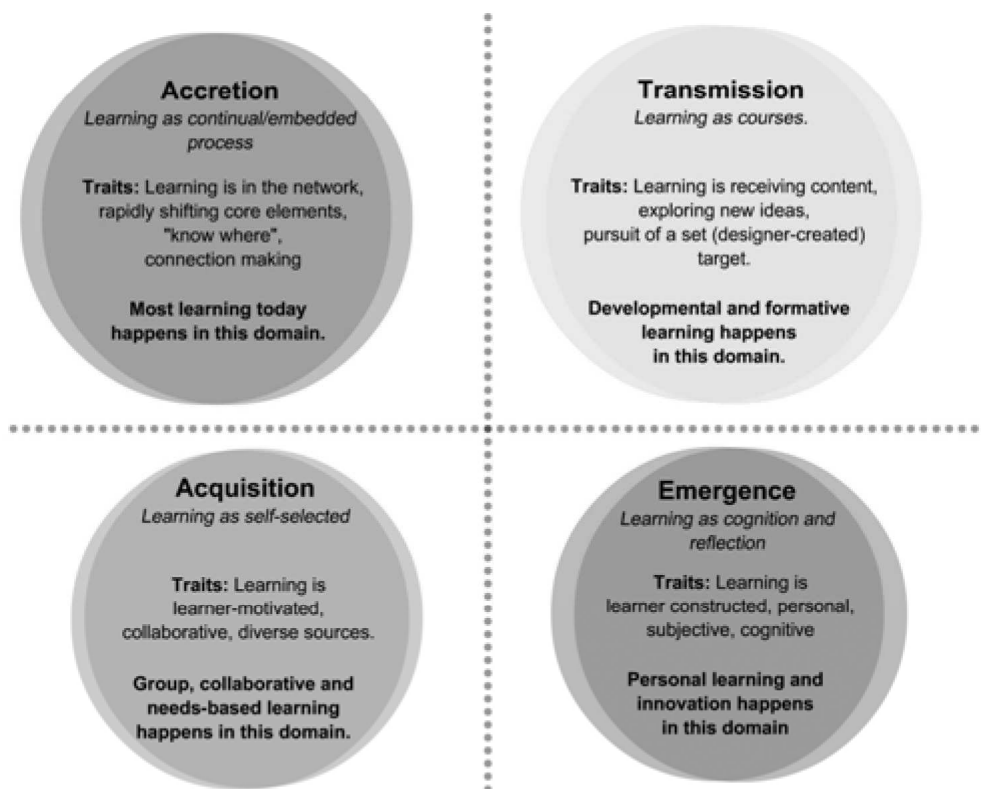 Accretion
Learning as continual/embedded
process
Traits: Learning is in the network,
rapidly shifting core elements,
"know where",
connection making
Most learning today
happens in this domain.
Transmission
Learning as courses.
Traits: Learning is receiving content,
exploring new ideas,
pursuit of a set (designer-created)
target.
Developmental and formative
learning happens
in this domain.
Acquisition
Learning as self-selected
Traits: Learning is
learner-motivated,
collaborative, diverse sources.
Group, collaborative and
needs-based learning
happens in this domain.
Emergence
Learning as cognition and
reflection
Traits: Learning is
learner constructed, personal,
subjective, cognitive
Personal learning and
innovation happens
in this domain